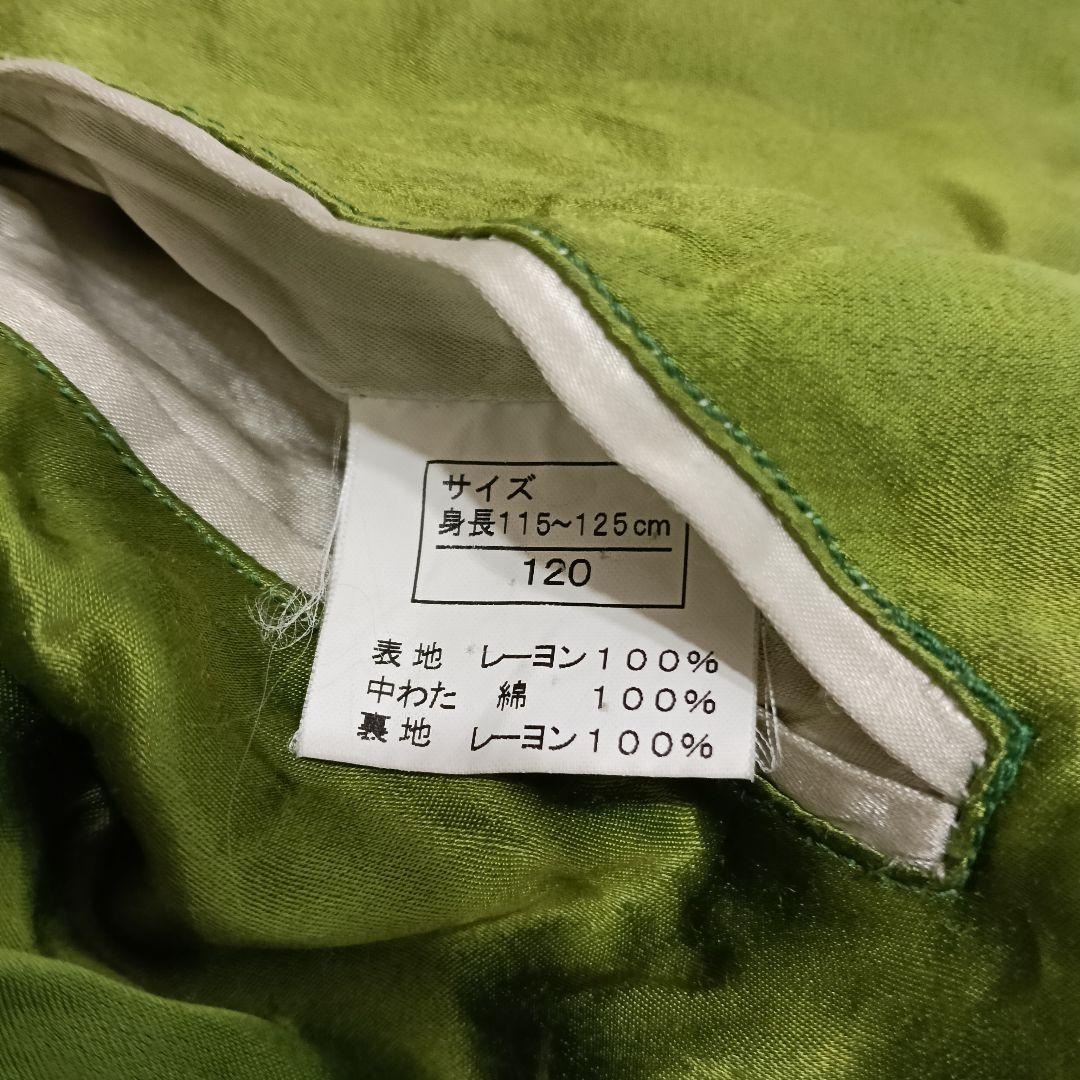 サイズ
身長115~125cm
120
表地 レーヨン100%
中わた 綿 100%
裏地 レーヨン100%